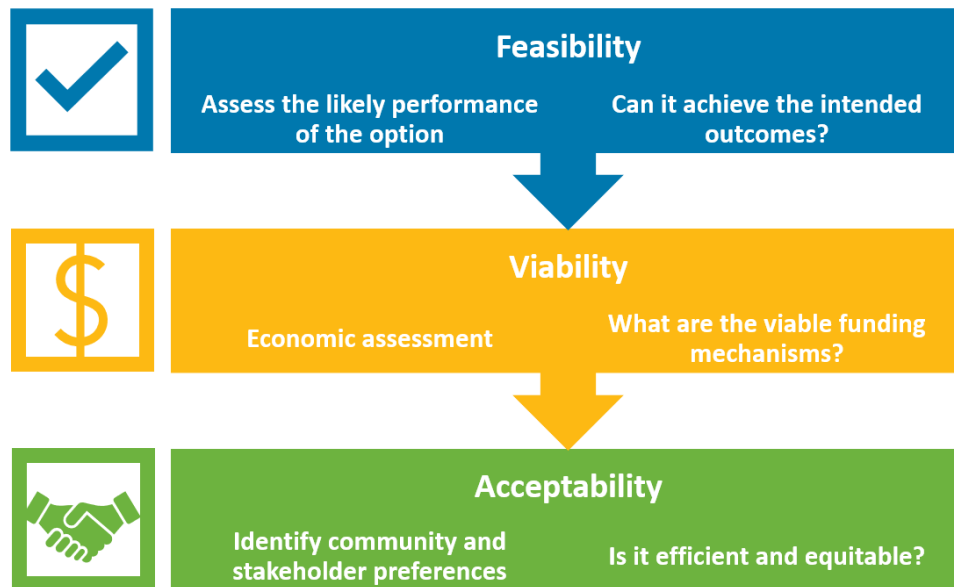 Feasibility
Assess the likely performance
of the option
Can it achieve the intended
outcomes?
Viability
Economic assessment
What are the viable funding
mechanisms?
Acceptability
Identify community and
stakeholder preferences
Is it efficient and equitable?